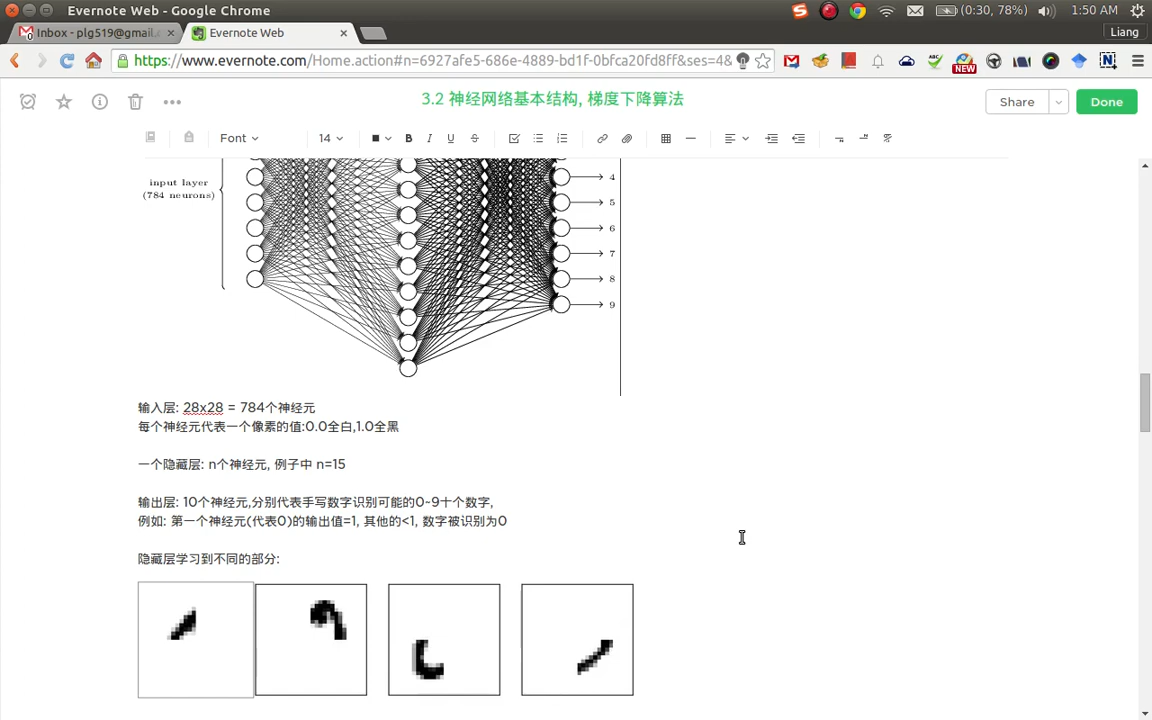 Evernote Web - Google Chrome
(0:30, 78%)
1:50 AM
Inbox - plg519@gmail.
Evernote Web
Liang
https://www.evernote.com/Home.action#n=6927afe5-686e-4889-bd1f-0bfca20fd8ff&ses=4&
NEW
3.2 神经网络基本结构, 梯度下降算法
Share
Done
Font
14
B
I
U
input layer
(784 neurons)
4
5
6
7
8
9
输入层: 28x28 = 784个神经元
每个神经元代表一个像素的值:0.0全白,1.0全黑
一个隐藏层: n个神经元, 例子中 n=15
输出层: 10个神经元,分别代表手写数字识别可能的0~9十个数字,
例如: 第一个神经元(代表0)的输出值=1, 其他的<1, 数字被识别为0
隐藏层学习到不同的部分: